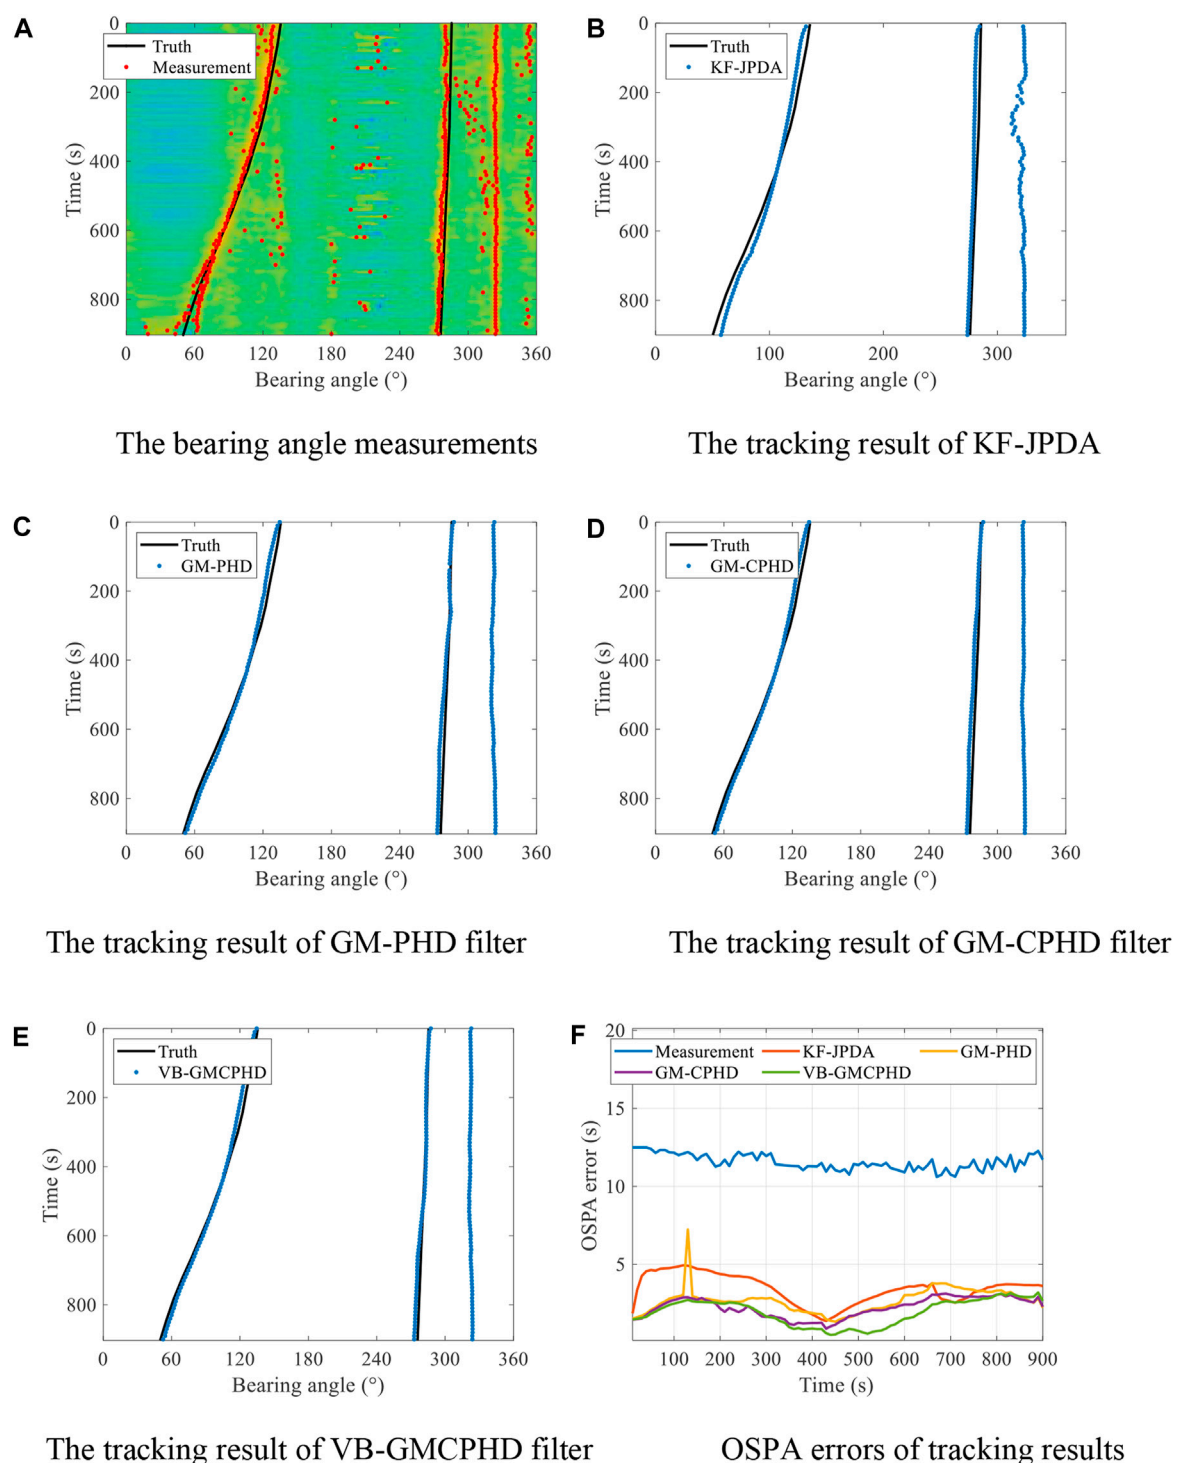 A
Truth
Measurement
0
200
400
600
800
Time (s)
0 60 120 180 240 300 360
Bearing angle (°)
The bearing angle measurements
B
Truth
KF-JPDA
0
200
400
600
800
Time (s)
0 100 200 300
Bearing angle (°)
The tracking result of KF-JPDA
C
Truth
GM-PHD
0
200
400
600
800
Time (s)
0 60 120 180 240 300 360
Bearing angle (°)
The tracking result of GM-PHD filter
D
Truth
GM-CPHD
0
200
400
600
800
Time (s)
0 60 120 180 240 300 360
Bearing angle (°)
The tracking result of GM-CPHD filter
E
Truth
VB-GMCPHD
0
200
400
600
800
Time (s)
0 60 120 180 240 300 360
Bearing angle (°)
The tracking result of VB-GMCPHD filter
F
Measurement KF-JPDA GM-PHD
GM-CPHD VB-GMCPHD
20
15
10
5
OSPA error (s)
100 200 300 400 500 600 700 800 900
Time (s)
OSPA errors of tracking results